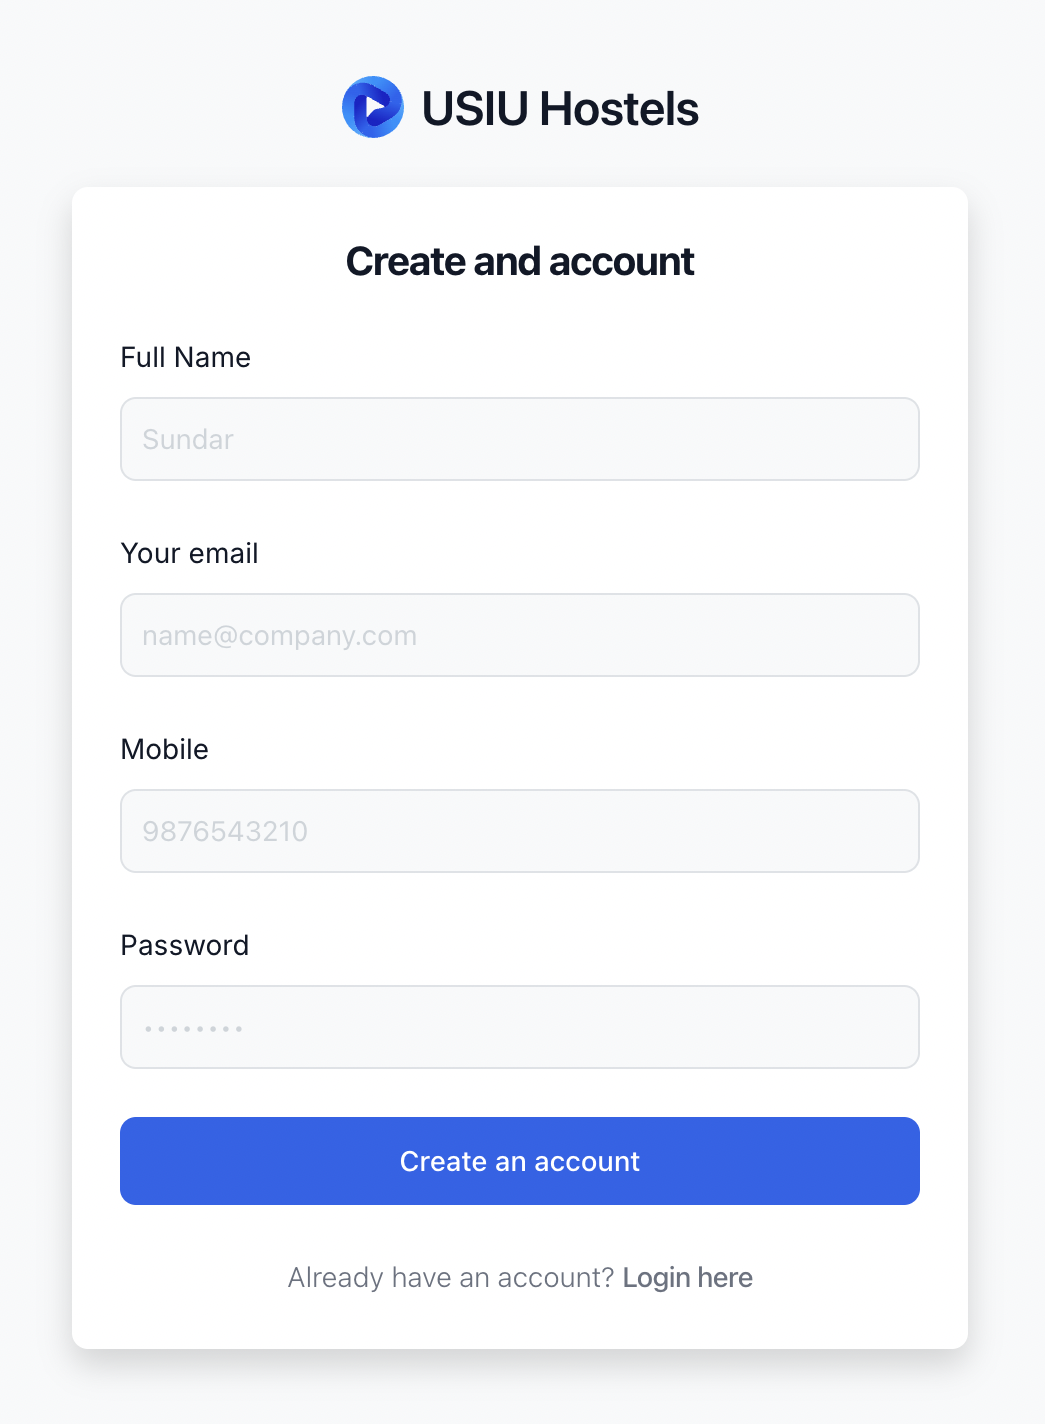 USIU Hostels
Create and account
Full Name
Sundar
Your email
name@company.com
Mobile
9876543210
Password
••••••••
Create an account
Already have an account? Login here